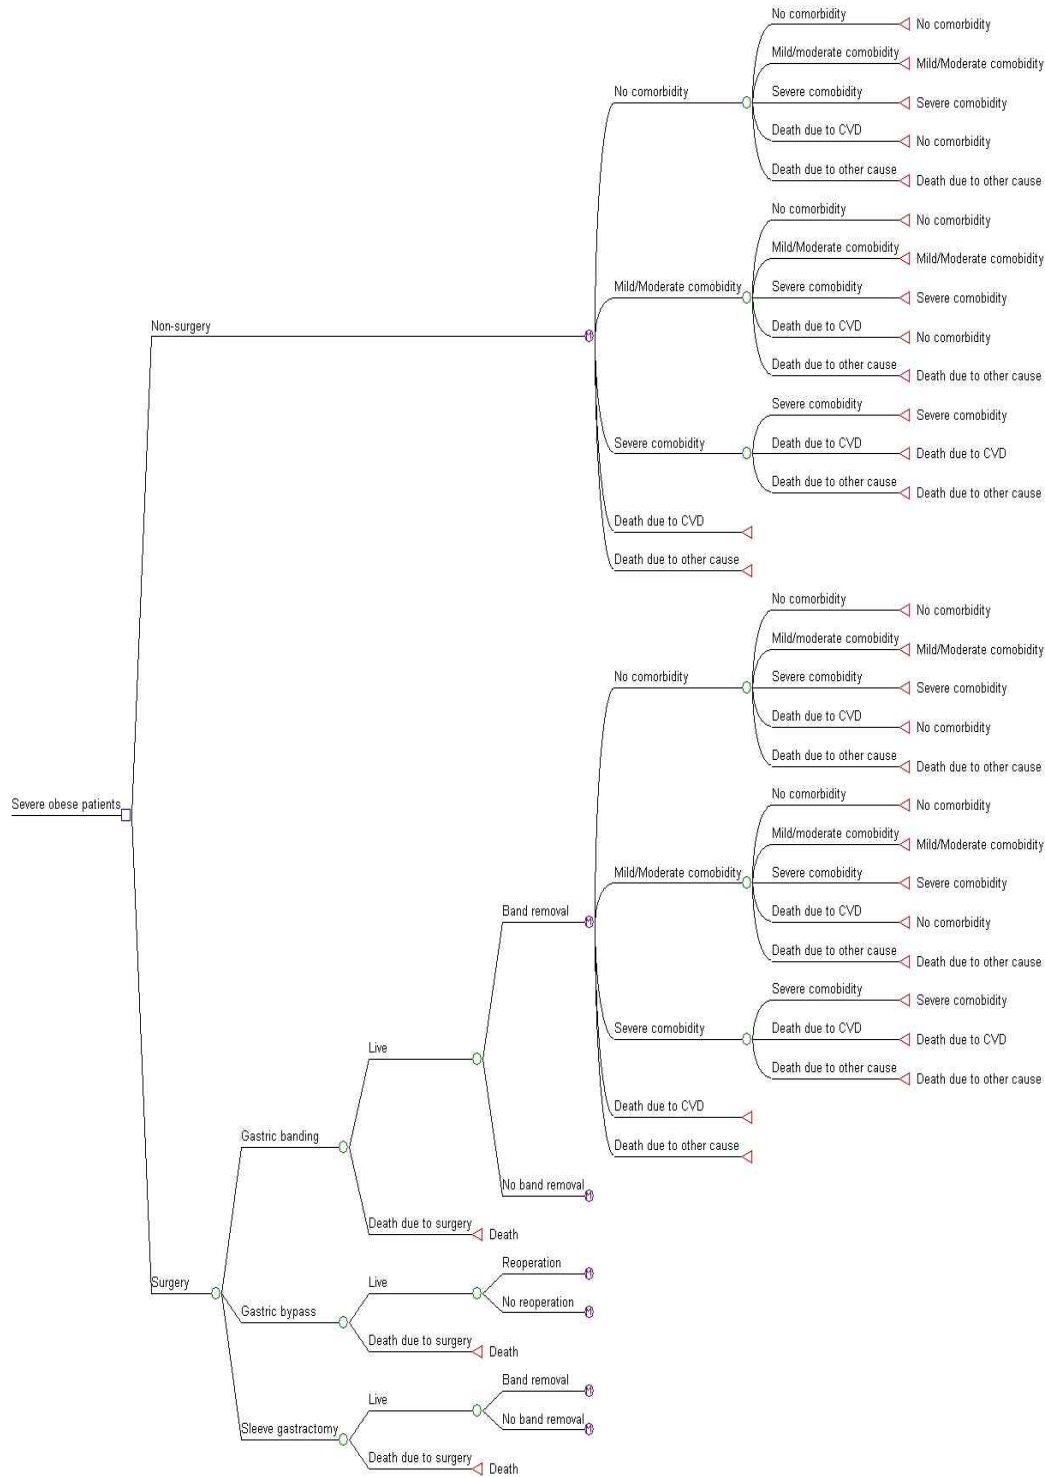 No comorbidity
No comorbidity
Mild/moderate comobidity
Mild/Moderate comobidity
No comorbidity
Severe comobidity
Severe comobidity
Death due to CVD
No comorbidity
Death due to other cause
Death due to other cause
No comorbidity
No comorbidity
Mild/Moderate comobidity
Mild/Moderate comobidity
Mild/Moderate comobidity
Severe comobidity
Severe comobidity
Non-surgery
Death due to CVD
No comorbidity
Death due to other cause
Death due to other cause
Severe comobidity
Severe comobidity
Severe comobidity
Death due to CVD
Death due to CVD
Death due to other cause
Death due to other cause
Death due to CVD
Death due to other cause
No comorbidity
No comorbidity
Mild/moderate comobidity
Mild/Moderate comobidity
No comorbidity
Severe comobidity
Severe comobidity
Death due to CVD
No comorbidity
Death due to other cause
Death due to other cause
Severe obese patients
No comorbidity
No comorbidity
Mild/moderate comobidity
Mild/Moderate comobidity
Mild/Moderate comobidity
Severe comobidity
Severe comobidity
Band removal
Death due to CVD
No comorbidity
Death due to other cause
Death due to other cause
Severe comobidity
Severe comobidity
Severe comobidity
Death due to CVD
Death due to CVD
Live
Death due to other cause
Death due to other cause
Death due to CVD
Gastric banding
Death due to other cause
No band removal
Death due to surgery
Death
Reoperation
Surgery
Live
No reoperation
Gastric bypass
Death due to surgery
Death
Band removal
Live
No band removal
Sleeve gastractomy
Death due to surgery
Death